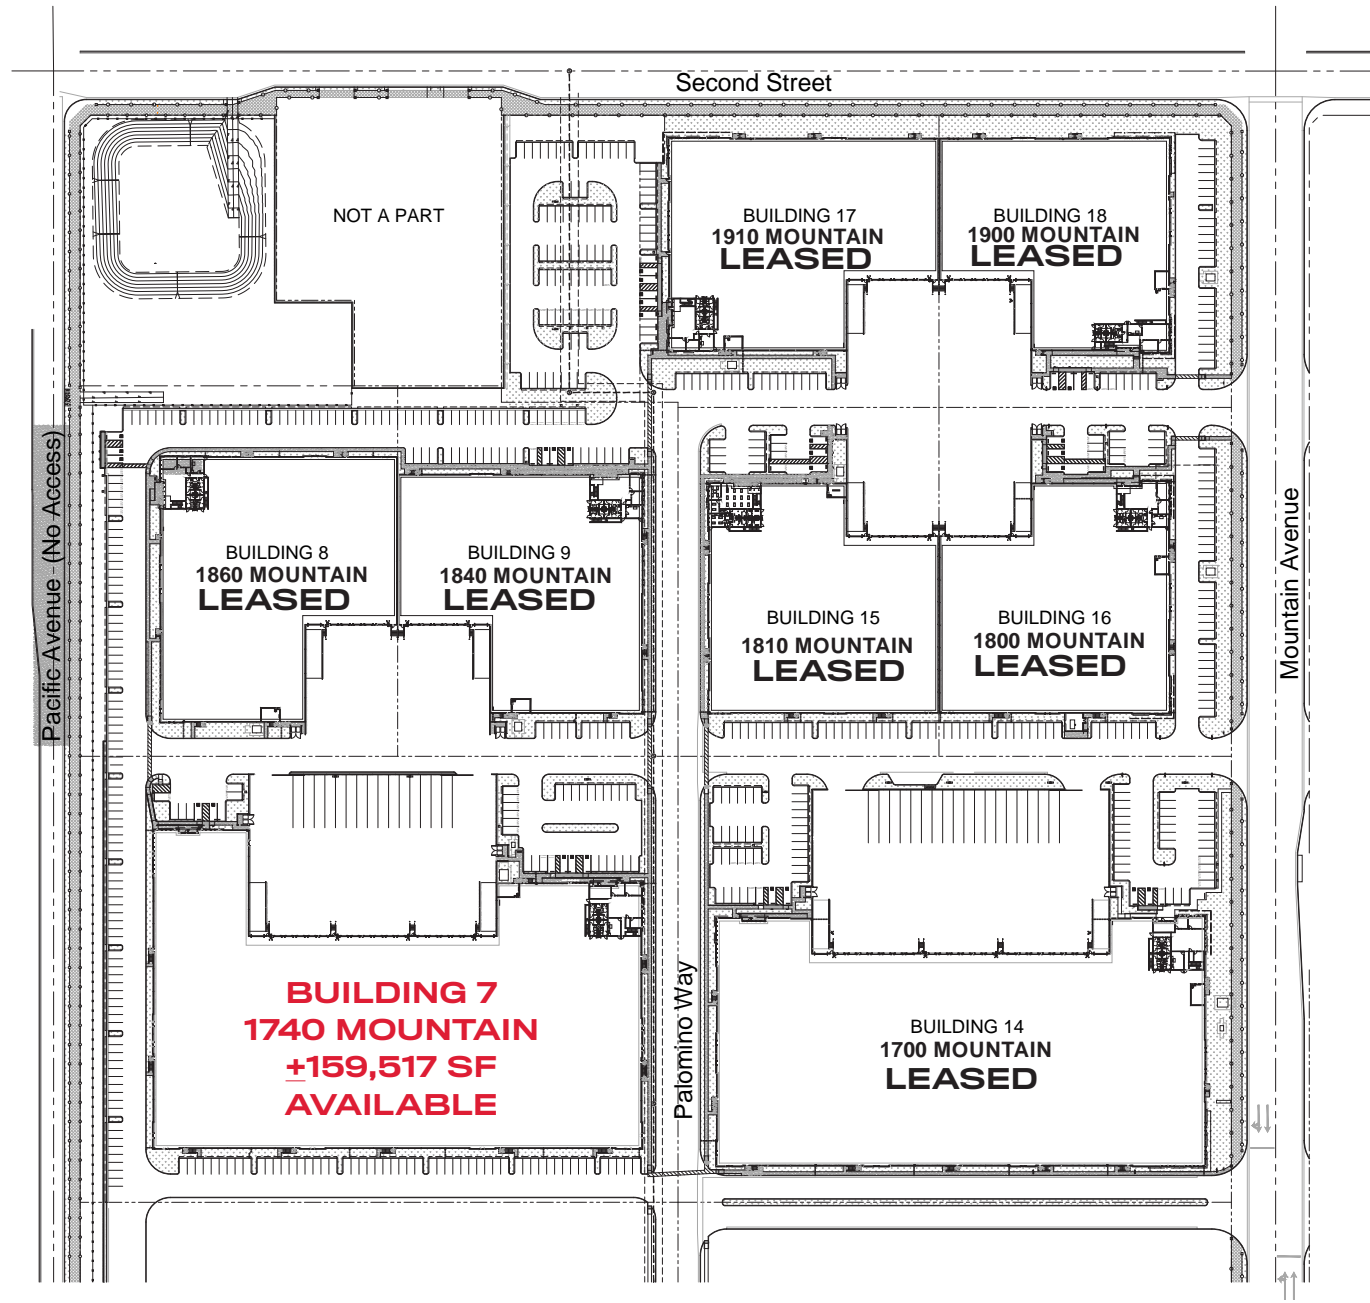 Second Street
NOT A PART
BUILDING 17
1910 MOUNTAIN
LEASED
BUILDING 18
1900 MOUNTAIN
LEASED
Pacific Avenue - (No Access)
BUILDING 8
1860 MOUNTAIN
LEASED
BUILDING 9
1840 MOUNTAIN
LEASED
BUILDING 15
1810 MOUNTAIN
LEASED
BUILDING 16
1800 MOUNTAIN
LEASED
Mountain Avenue
BUILDING 7
1740 MOUNTAIN
±159,517 SF
AVAILABLE
Palomino Way
BUILDING 14
1700 MOUNTAIN
LEASED